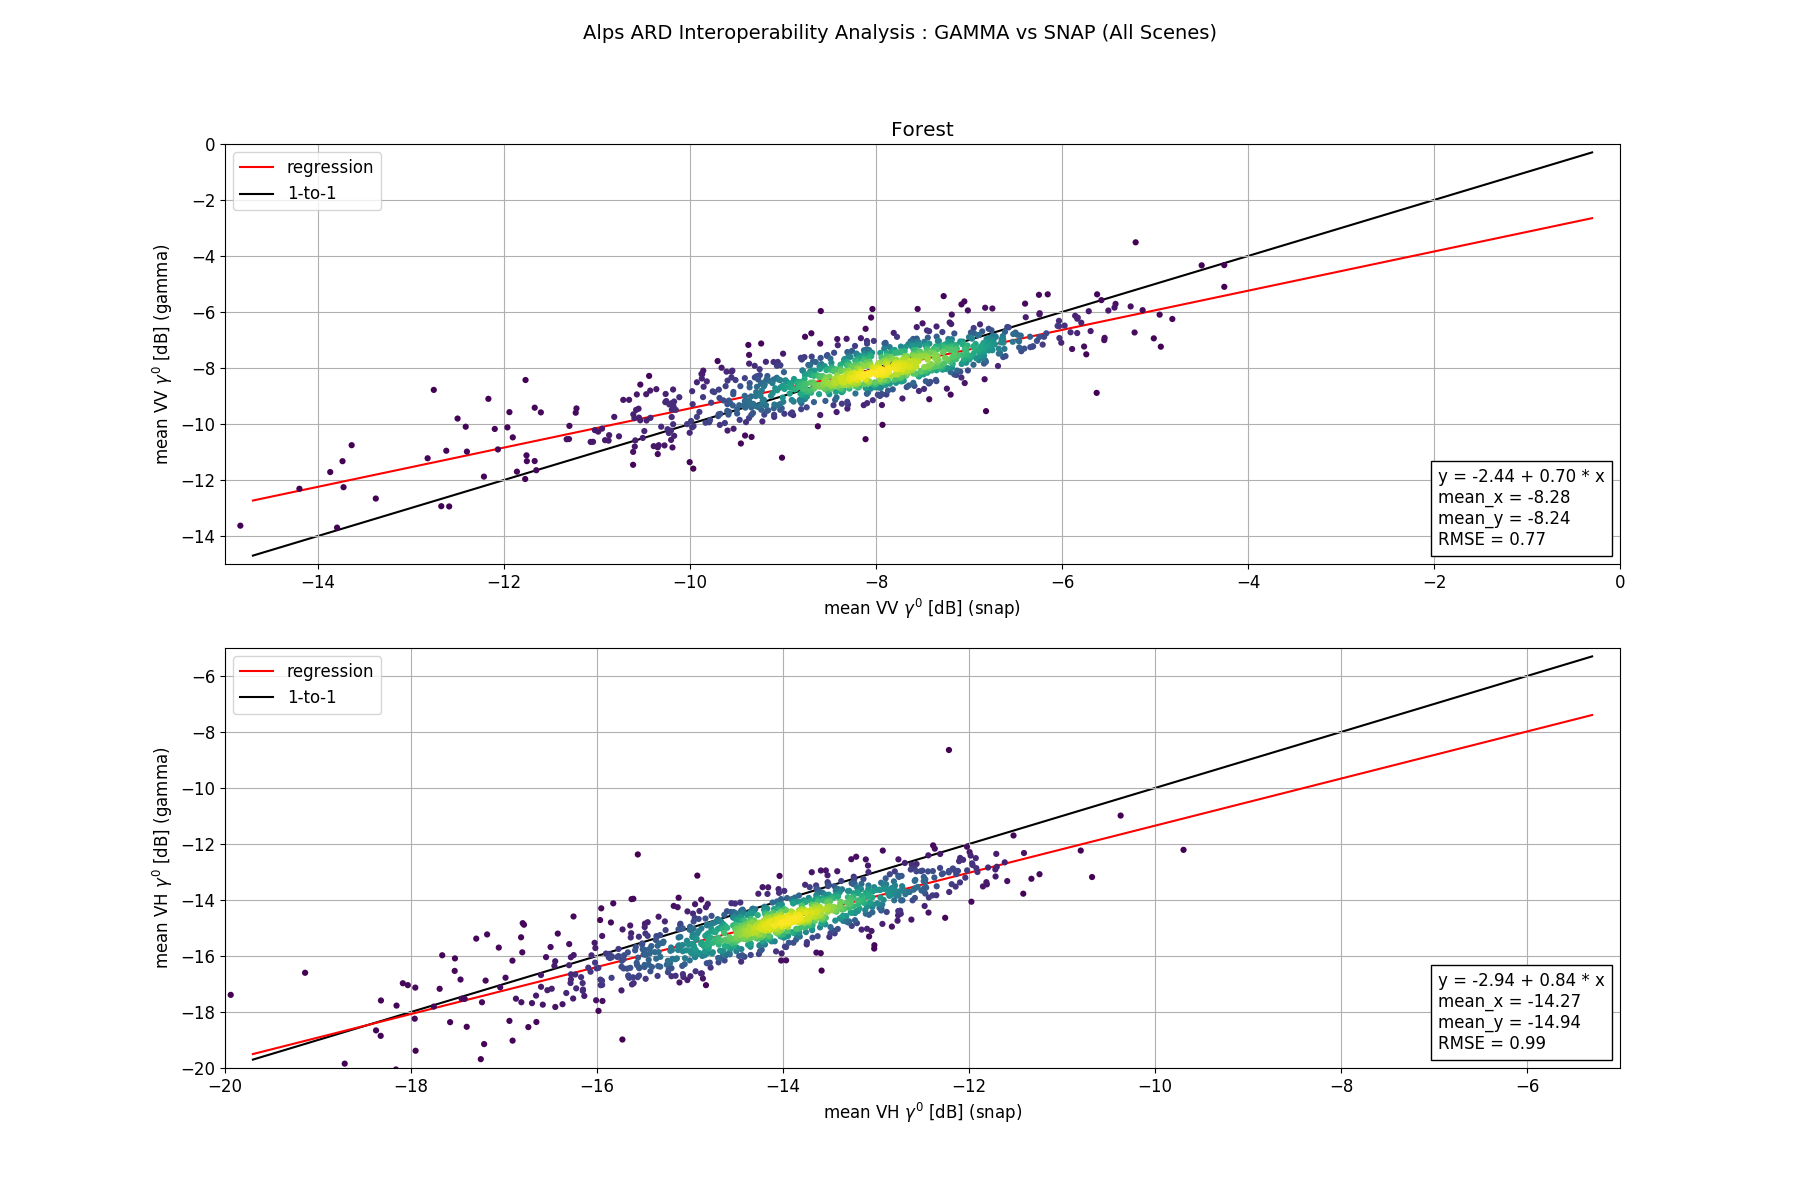 Alps ARD Interoperability Analysis : GAMMA vs SNAP (All Scenes)
Forest
regression
1-to-1
0
−2
−4
−6
−8
−10
−12
−14
mean VV γ⁰ [dB] (gamma)
y = -2.44 + 0.70 * x
mean_x = -8.28
mean_y = -8.24
RMSE = 0.77
−14 −12 −10 −8 −6 −4 −2 0
mean VV γ⁰ [dB] (snap)
regression
1-to-1
−6
−8
−10
−12
−14
−16
−18
−20
mean VH γ⁰ [dB] (gamma)
y = -2.94 + 0.84 * x
mean_x = -14.27
mean_y = -14.94
RMSE = 0.99
−20 −18 −16 −14 −12 −10 −8 −6
mean VH γ⁰ [dB] (snap)